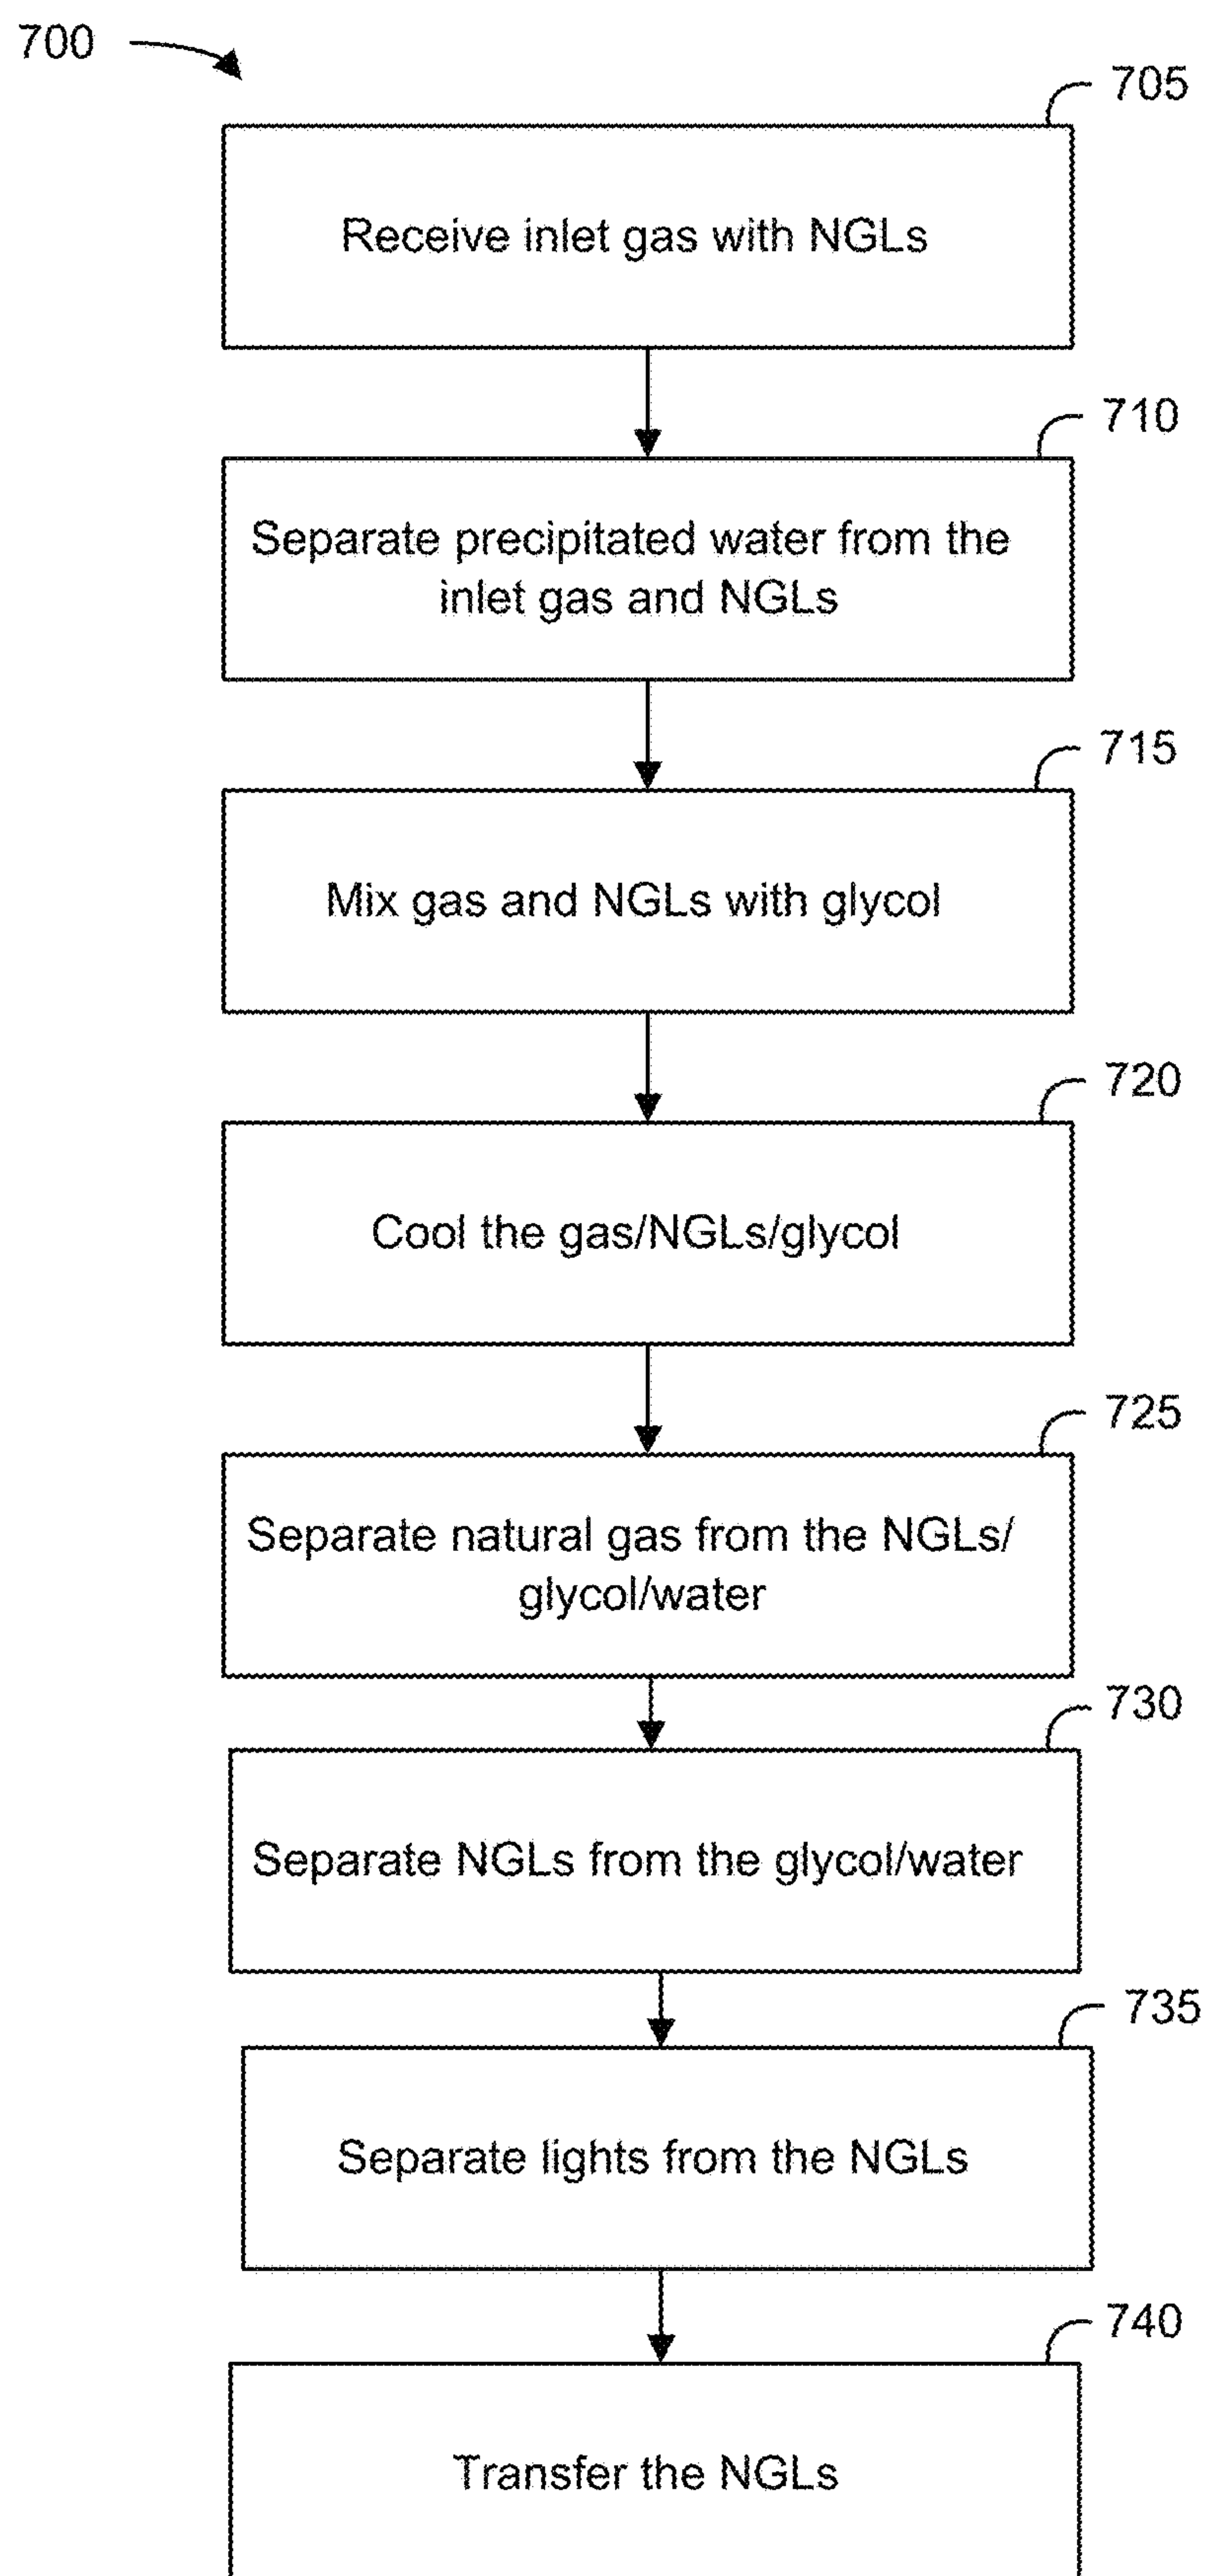 700
705
Receive inlet gas with NGLs
710
Separate precipitated water from the
inlet gas and NGLs
715
Mix gas and NGLs with glycol
720
Cool the gas/NGLs/glycol
725
Separate natural gas from the NGLs/
glycol/water
730
Separate NGLs from the glycol/water
735
Separate lights from the NGLs
740
Transfer the NGLs